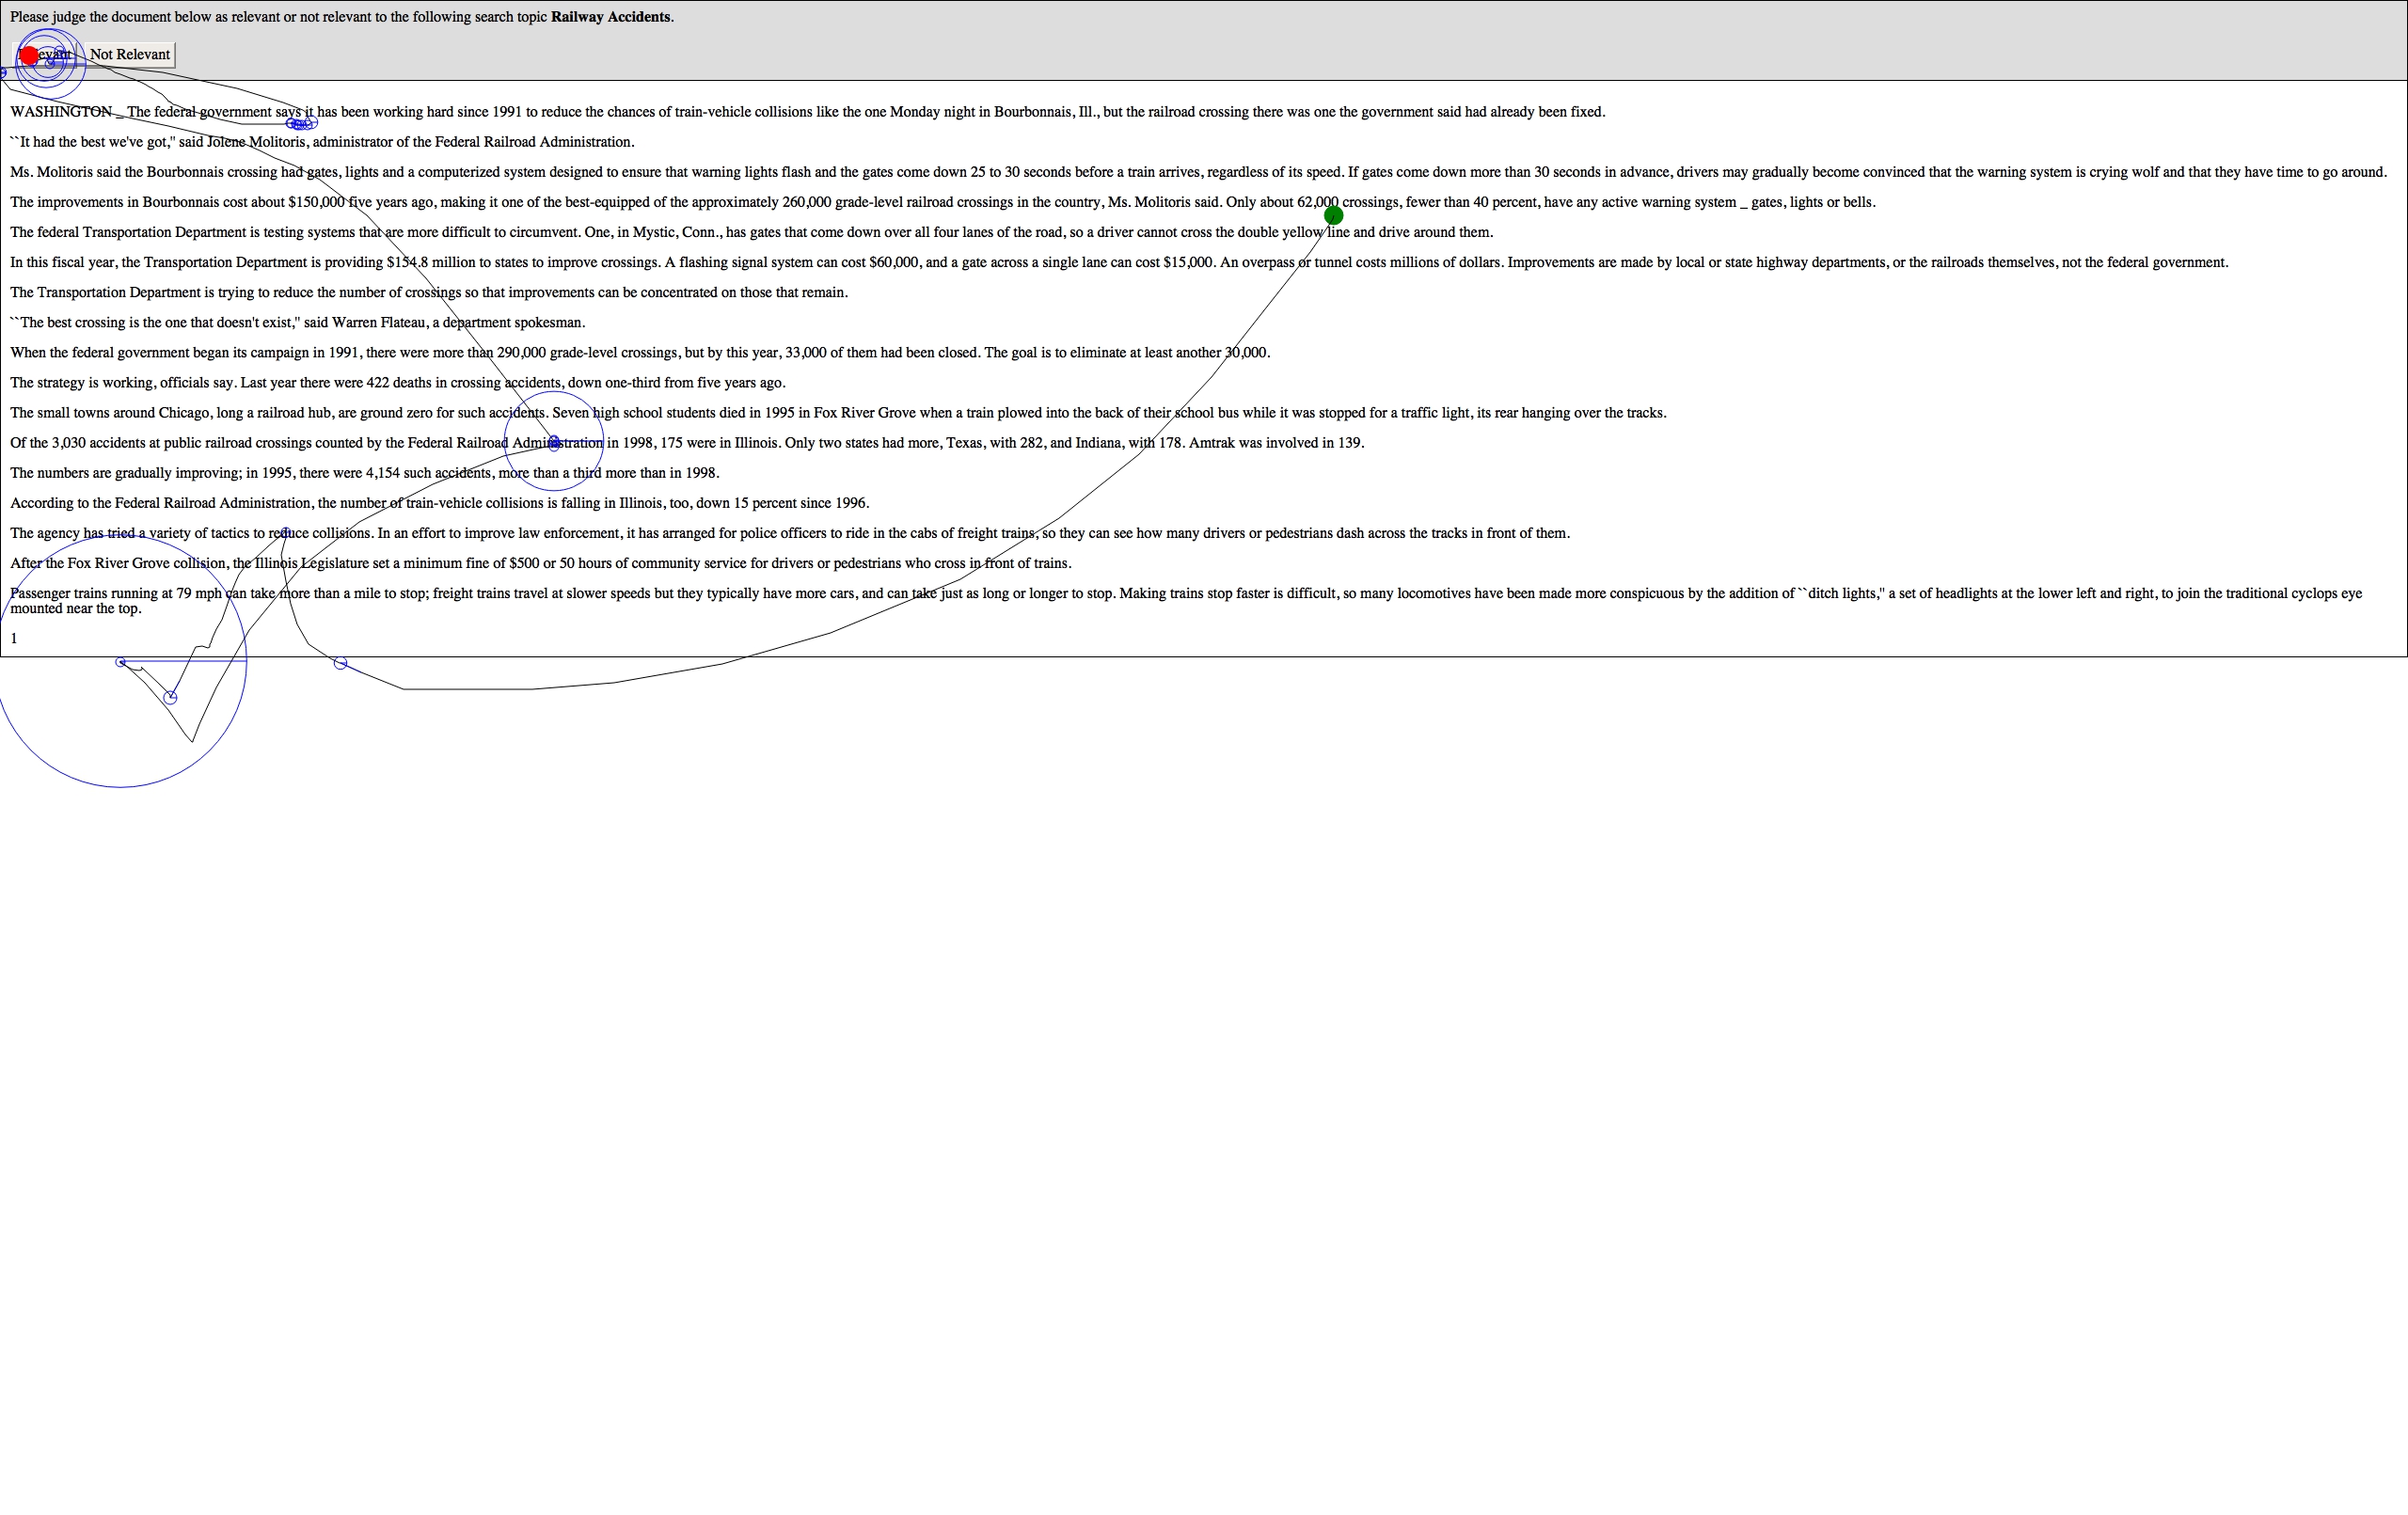 Please judge the document below as relevant or not relevant to the following search topic Railway Accidents.
Relevant Not Relevant
WASHINGTON _ The federal government says it has been working hard since 1991 to reduce the chances of train-vehicle collisions like the one Monday night in Bourbonnais, Ill., but the railroad crossing there was one the government said had already been fixed.
``It had the best we've got,'' said Jolene Molitoris, administrator of the Federal Railroad Administration.
Ms. Molitoris said the Bourbonnais crossing had gates, lights and a computerized system designed to ensure that warning lights flash and the gates come down 25 to 30 seconds before a train arrives, regardless of its speed. If gates come down more than 30 seconds in advance, drivers may gradually become convinced that the warning system is crying wolf and that they have time to go around.
The improvements in Bourbonnais cost about $150,000 five years ago, making it one of the best-equipped of the approximately 260,000 grade-level railroad crossings in the country, Ms. Molitoris said. Only about 62,000 crossings, fewer than 40 percent, have any active warning system _ gates, lights or bells.
The federal Transportation Department is testing systems that are more difficult to circumvent. One, in Mystic, Conn., has gates that come down over all four lanes of the road, so a driver cannot cross the double yellow line and drive around them.
In this fiscal year, the Transportation Department is providing $154.8 million to states to improve crossings. A flashing signal system can cost $60,000, and a gate across a single lane can cost $15,000. An overpass or tunnel costs millions of dollars. Improvements are made by local or state highway departments, or the railroads themselves, not the federal government.
The Transportation Department is trying to reduce the number of crossings so that improvements can be concentrated on those that remain.
``The best crossing is the one that doesn't exist,'' said Warren Flateau, a department spokesman.
When the federal government began its campaign in 1991, there were more than 290,000 grade-level crossings, but by this year, 33,000 of them had been closed. The goal is to eliminate at least another 30,000.
The strategy is working, officials say. Last year there were 422 deaths in crossing accidents, down one-third from five years ago.
The small towns around Chicago, long a railroad hub, are ground zero for such accidents. Seven high school students died in 1995 in Fox River Grove when a train plowed into the back of their school bus while it was stopped for a traffic light, its rear hanging over the tracks.
Of the 3,030 accidents at public railroad crossings counted by the Federal Railroad Administration in 1998, 175 were in Illinois. Only two states had more, Texas, with 282, and Indiana, with 178. Amtrak was involved in 139.
The numbers are gradually improving; in 1995, there were 4,154 such accidents, more than a third more than in 1998.
According to the Federal Railroad Administration, the number of train-vehicle collisions is falling in Illinois, too, down 15 percent since 1996.
The agency has tried a variety of tactics to reduce collisions. In an effort to improve law enforcement, it has arranged for police officers to ride in the cabs of freight trains, so they can see how many drivers or pedestrians dash across the tracks in front of them.
After the Fox River Grove collision, the Illinois Legislature set a minimum fine of $500 or 50 hours of community service for drivers or pedestrians who cross in front of trains.
Passenger trains running at 79 mph can take more than a mile to stop; freight trains travel at slower speeds but they typically have more cars, and can take just as long or longer to stop. Making trains stop faster is difficult, so many locomotives have been made more conspicuous by the addition of ``ditch lights,'' a set of headlights at the lower left and right, to join the traditional cyclops eye
mounted near the top.
1